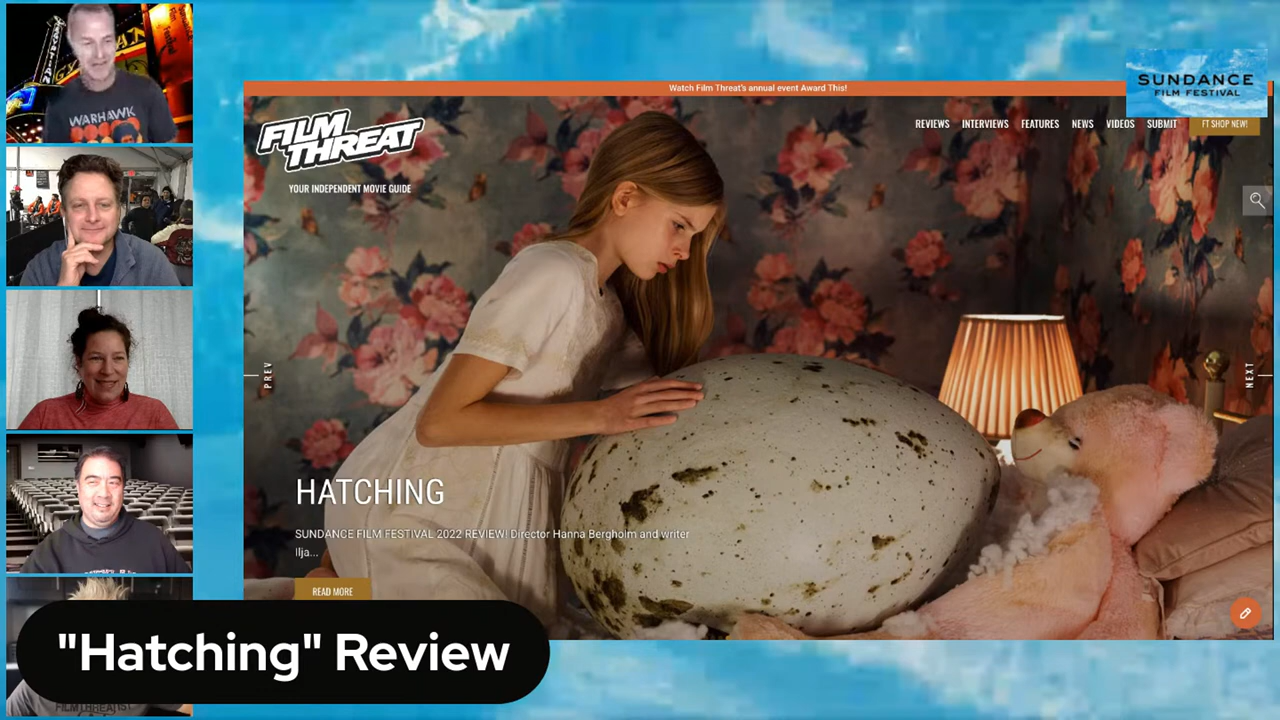 WARHAWK
Watch Film Threat's annual event Award This!
SUNDANCE
FILM FESTIVAL
FILM
THREAT
YOUR INDEPENDENT MOVIE GUIDE
REVIEWS INTERVIEWS FEATURES NEWS VIDEOS SUBMIT FT SHOP NEW!
PREV
NEXT
HATCHING
SUNDANCE FILM FESTIVAL 2022 REVIEW! Director Hanna Bergholm and writer
Ilja...
READ MORE
"Hatching" Review